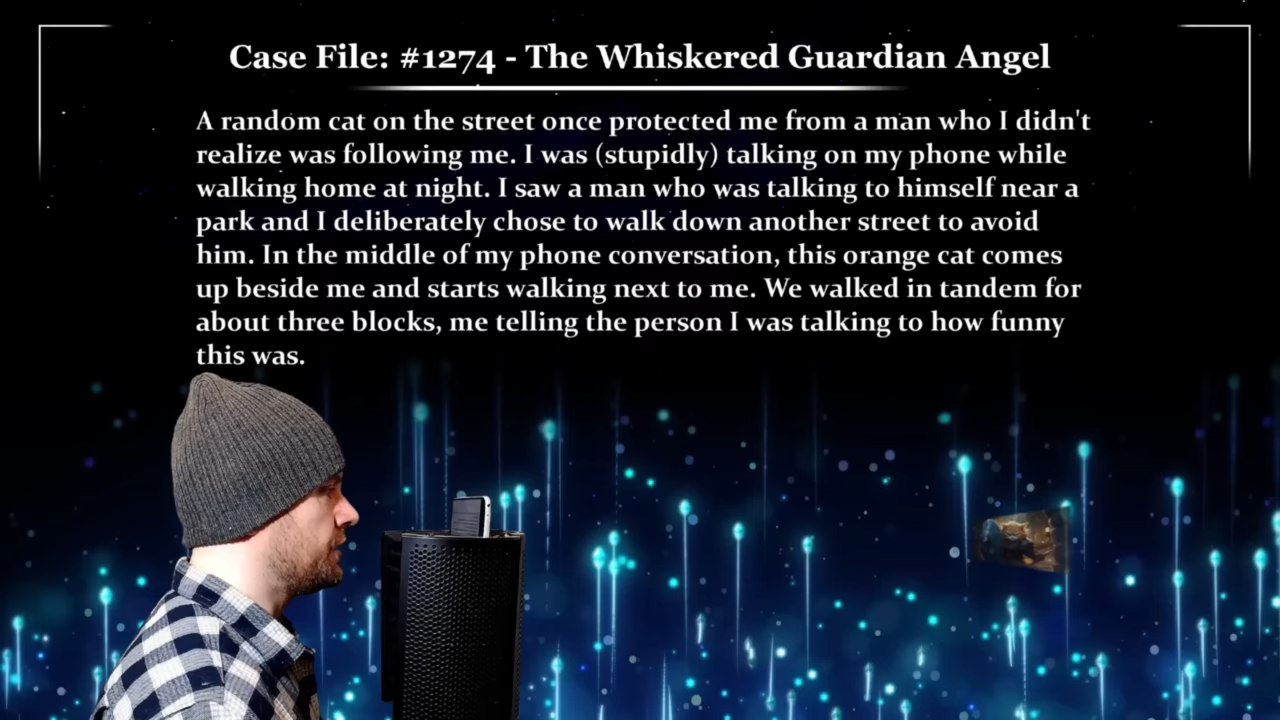 Case File: #1274 - The Whiskered Guardian Angel
A random cat on the street once protected me from a man who I didn't
realize was following me. I was (stupidly) talking on my phone while
walking home at night. I saw a man who was talking to himself near a
park and I deliberately chose to walk down another street to avoid
him. In the middle of my phone conversation, this orange cat comes
up beside me and starts walking next to me. We walked in tandem for
about three blocks, me telling the person I was talking to how funny
this was.